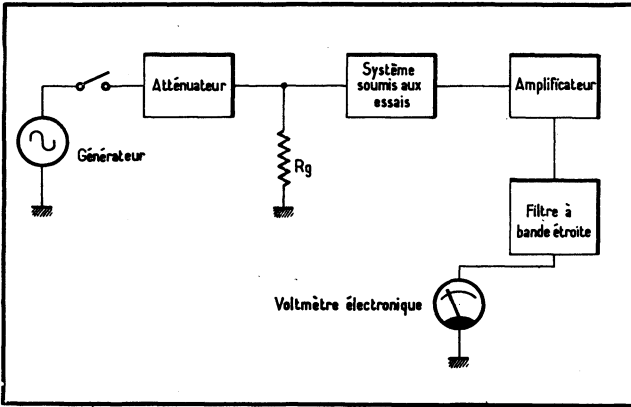 Atténuateur
Système
soumis aux
essais
Amplificateur
Générateur
Rg
Filtre à
bande étroite
Voltmètre électronique